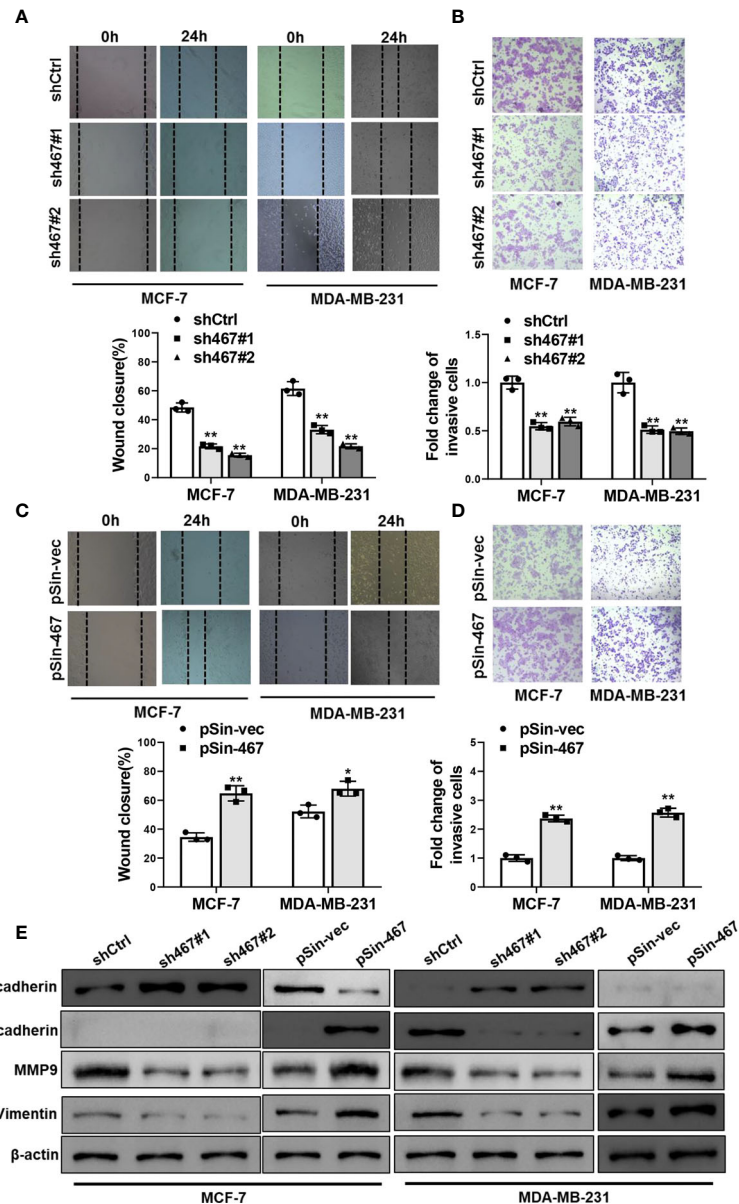 A
B
0h 24h 0h 24h
shCtrl
sh467#1
sh467#2
MCF-7 MDA-MB-231
shCtrl
sh467#1
sh467#2
MCF-7 MDA-MB-231
Wound closure(%)
100
80
60
40
20
0
shCtrl
sh467#1
sh467#2
** ** ** **
MCF-7 MDA-MB-231
Fold change of
invasive cells
1.5
1.0
0.5
0.0
shCtrl
sh467#1
sh467#2
** ** ** **
MCF-7 MDA-MB-231
C
D
0h 24h 0h 24h
pSin-vec
pSin-467
MCF-7 MDA-MB-231
pSin-vec
pSin-467
MCF-7 MDA-MB-231
Wound closure(%)
100
80
60
40
20
0
pSin-vec
pSin-467
** *
MCF-7 MDA-MB-231
Fold change of
invasive cells
5
4
3
2
1
0
pSin-vec
pSin-467
** **
MCF-7 MDA-MB-231
E
shCtrl sh467#1 sh467#2 pSin-vec pSin-467 shCtrl sh467#1 sh467#2 pSin-vec pSin-467
cadherin
cadherin
MMP9
Vimentin
β-actin
MCF-7 MDA-MB-231